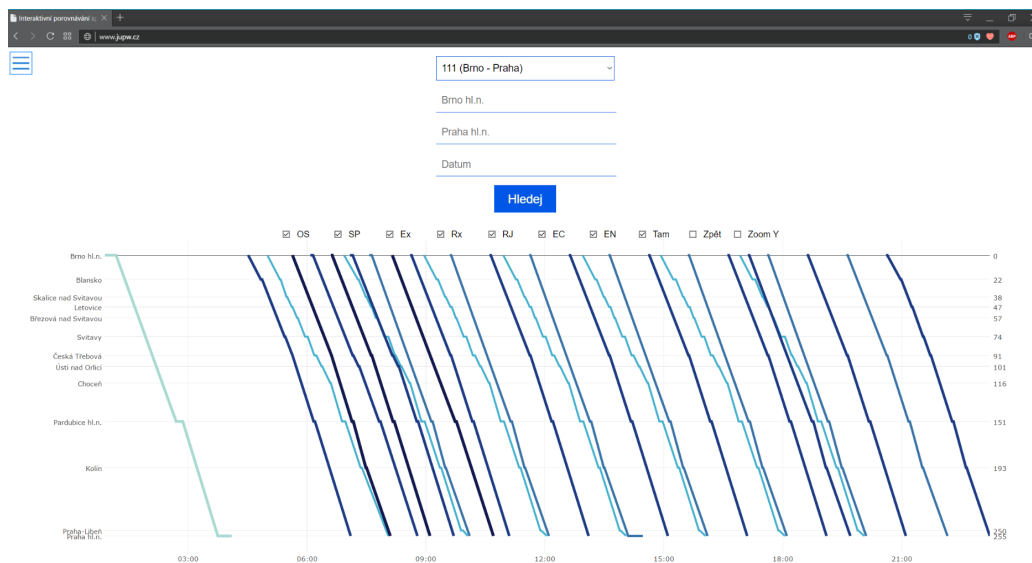 Interaktivní porovnávání
www.jupw.cz
0
ABP
111 (Brno - Praha)
Brno hl.n.
Praha hl.n.
Datum
Hledej
OS SP Ex Rx RJ EC EN Tam Zpět Zoom Y
Brno hl.n. 0
Blansko 22
Skalice nad Svitavou 38
Letovice 47
Březová nad Svitavou 57
Svitavy 74
Česká Třebová 91
Ústí nad Orlicí 101
Choceň 116
Pardubice hl.n. 151
Kolín 193
Praha-Libeň 250
Praha hl.n. 255
03:00 06:00 09:00 12:00 15:00 18:00 21:00